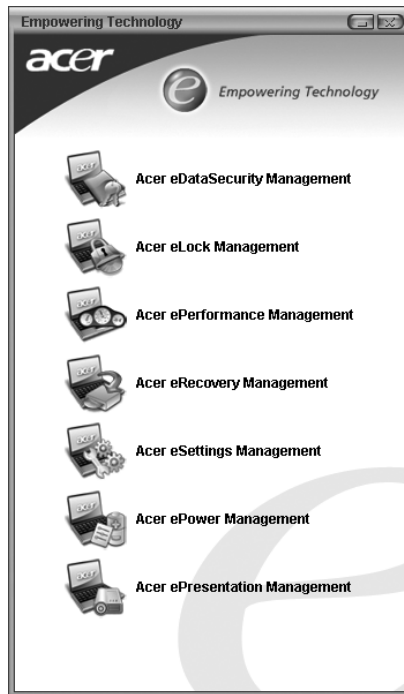 Empowering Technology
acer
e Empowering Technology
Acer eDataSecurity Management
Acer eLock Management
Acer ePerformance Management
Acer eRecovery Management
Acer eSettings Management
Acer ePower Management
Acer ePresentation Management